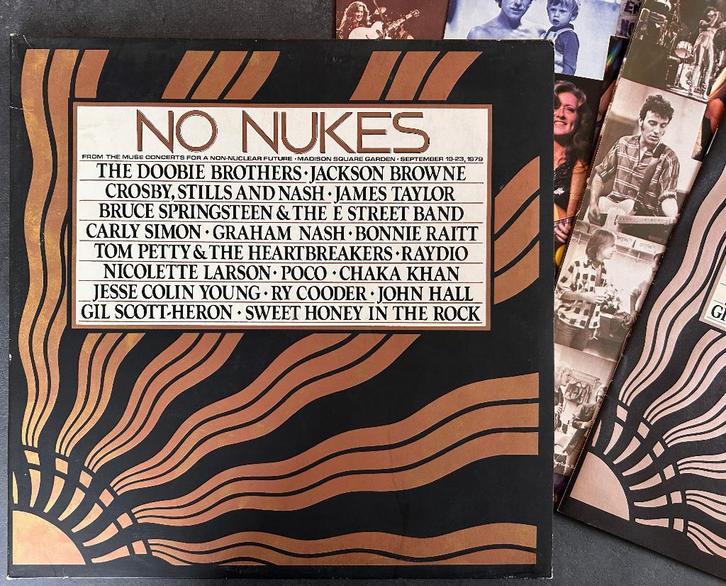 NO NUKES
FROM THE MUSE CONCERTS FOR A NON-NUCLEAR FUTURE • MADISON SQUARE GARDEN • SEPTEMBER 19-23, 1979
THE DOOBIE BROTHERS • JACKSON BROWNE
CROSBY, STILLS AND NASH • JAMES TAYLOR
BRUCE SPRINGSTEEN & THE E STREET BAND
CARLY SIMON • GRAHAM NASH • BONNIE RAITT
TOM PETTY & THE HEARTBREAKERS • RAYDIO
NICOLETTE LARSON • POCO • CHAKA KHAN
JESSE COLIN YOUNG • RY COODER • JOHN HALL
GIL SCOTT-HERON • SWEET HONEY IN THE ROCK